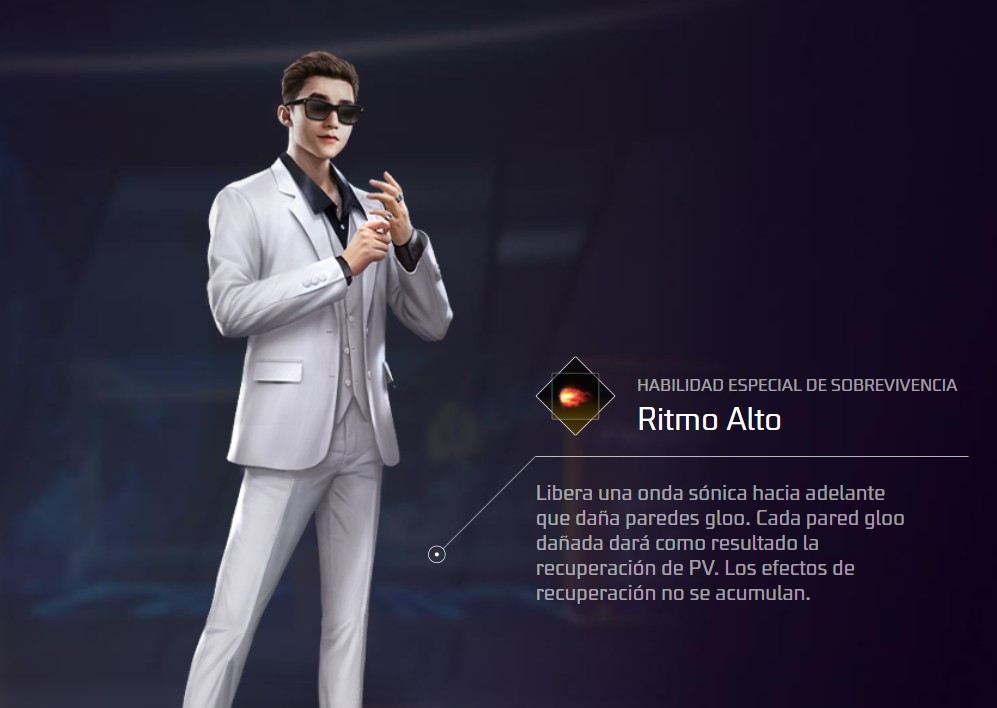 HABILIDAD ESPECIAL DE SOBREVIVENCIA
Ritmo Alto
Libera una onda sónica hacia adelante
que daña paredes gloo. Cada pared gloo
dañada dará como resultado la
recuperación de PV. Los efectos de
recuperación no se acumulan.